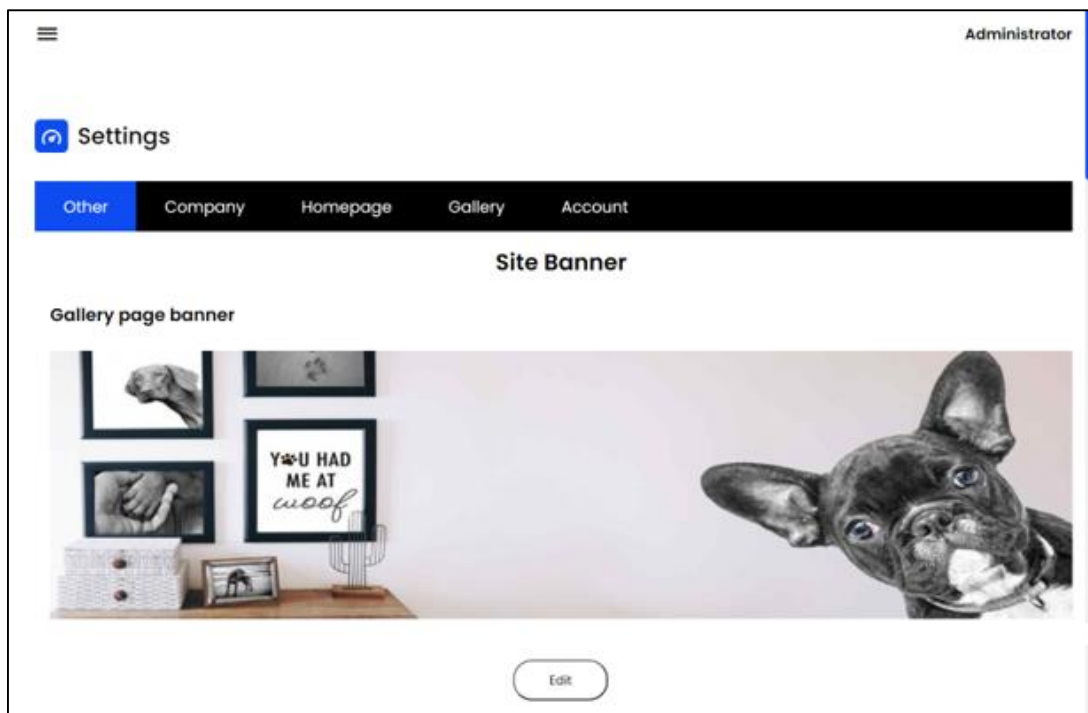 Administrator
Settings
Other Company Homepage Gallery Account
Site Banner
Gallery page banner
YOU HAD
ME AT
woof
Edit